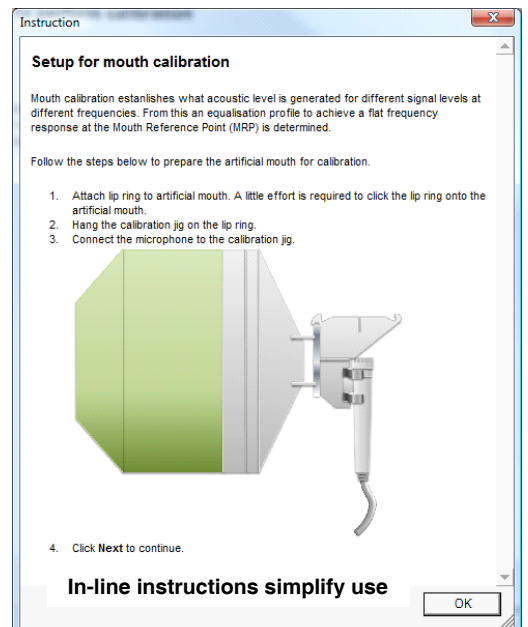 Instruction
Setup for mouth calibration
Mouth calibration estanlishes what acoustic level is generated for different signal levels at
different frequencies. From this an equalisation profile to achieve a flat frequency
response at the Mouth Reference Point (MRP) is determined.
Follow the steps below to prepare the artificial mouth for calibration.
1. Attach lip ring to artificial mouth. A little effort is required to click the lip ring onto the
artificial mouth.
2. Hang the calibration jig on the lip ring.
3. Connect the microphone to the calibration jig.
4. Click Next to continue.
In-line instructions simplify use
OK